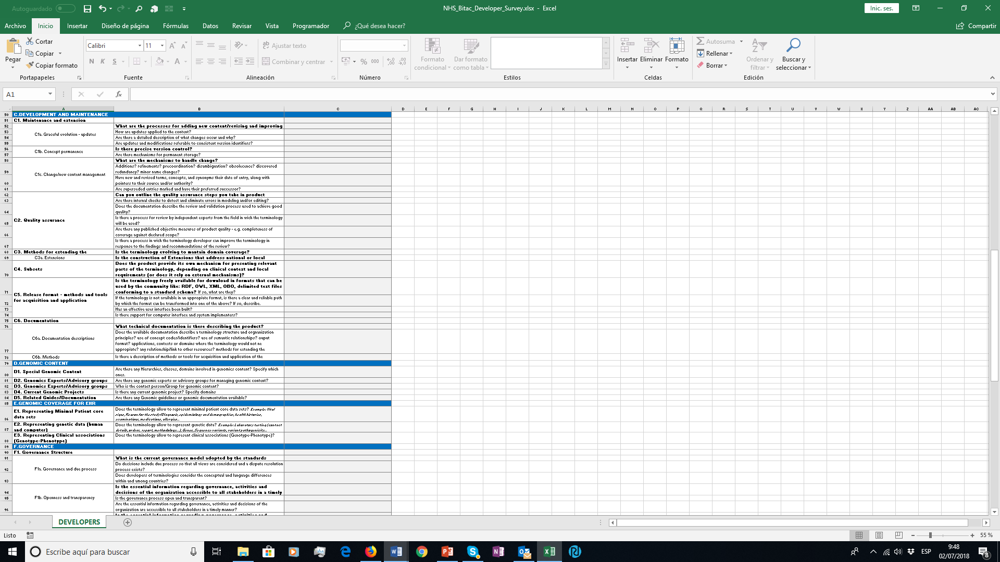 Autoguardado
NHS_Bitac_Developer_Survey.xlsx - Excel
Inic. ses.
Archivo Inicio Insertar Diseño de página Fórmulas Datos Revisar Vista Programador ¿Qué desea hacer? Compartir
Pegar
Cortar
Copiar
Copiar formato
Portapapeles
Calibri 11
N K S
Fuente
Ajustar texto
Combinar y centrar
Alineación
% 000
Número
Formato condicional
Dar formato como tabla
Estilos
Insertar Eliminar Formato
Celdas
Autosuma
Rellenar
Borrar
Ordenar y filtrar
Buscar y seleccionar
Edición
A1
fx
A B C D E F G H I J K L M N O P Q R S T U V W X Y Z AA AB AC
50 C.DEVELOPMENT AND MAINTENANCE
51 C1. Maintenance and extension
52 What are the processes for adding new content/revising and improving
C1a. Graceful evolution - updates
53 How are updates applied to the content?
54 Are there a detailed description of what changes occur and why?
55 Are updates and modifications referable to consistent version identifiers?
C1b. Concept permanence
56 Is there precise version control?
57 Are there mechanisms for permanent storage?
C1c. Change/new content management
58 What are the mechanisms to handle change?
59 Additions? refinements? precoordination? disambiguation? obsolecence? discovered
redundancy? minor name changes?
60 Have new and revised terms, concepts, and synonyms their date of entry, along with
pointers to their source and/or authority?
61 Are superseded entries marked and have their preferred successor?
C2. Quality assurance
62 Can you outline the quality assurance steps you take in product
63 Are there internal checks to detect and eliminate errors in modeling and/or editing?
64 Does the documentation describe the review and validation process used to achieve good
quality?
65 Is there a process for review by independent experts from the field in wich the terminology
will be used?
66 Are there any published objective measures of product quality - e.g. completeness of
coverage against declared scope?
67 Is there a process in wich the terminology developer can improve the terminology in
response to the findings and recommendations of the review?
68 C3. Methods for extending the Is the terminology evolving to mantain domain coverage?
69 C3a. Extensions Is the construction of Extensions that address national or local
70 C4. Subsets Does the product provide its own mechanism for presenting relevant
parts of the terminology, depending on clinical context and local
requirements (or does it rely on external mechanisms)?
C5. Release format - methods and tools
for acquisition and application
71 Is the terminology freely available for download in formats that can be
used by the community like: RDF, OWL, XML, OBO, delimited text files
conforming to a standard schema? If so, what are they?
72 If the terminology is not available in an appropiate format, is there a clear and reliable path
by which the format can be transformed into one of the above? If so, describe.
73 Has an effective user interface been built?
74 Is there support for computer interface and system implementers?
75 C6. Documentation
76 What technical documentation is there describing the product?
C6a. Documentation descriptions
77 Does the available documentation describe a terminology structure and orgnanization
principles? use of concept codes/identifiers? use of semantic relationships? ouput
format? applications, contexts or domains where the terminology would not ne
appropiate? any relationship/link to other resources? methods for extending the
78 C6b. Methods Is there a description of methods or tools for acquisition and application of the
79 D.GENOMIC CONTENT
80 D1. Special Genomic Content Are there any Hierarchies, classes, domains involved in genomics content? Specify which
ones.
81 D2. Genomics Experts/Advisory groups Are there any genomic experts or advisory groups for managing genomic content?
82 D3. Genomics Experts/Advisory groups Who is the contact person/Group for genomic content?
83 D4. Current Genomic Projects Is there any current genomic project? Specify domains
84 D5. Related Guides/Documentation Are there any Genomic guidelines or genomic documentation available?
85 E.GENOMIC COVERAGE FOR EHR
86 E1. Representing Minimal Patient core
data sets
Does the terminology allow to represent minimal patient core data sets? Example: Vital
signs, Reason for the study/Diagnosis, epidemiology and demographics, health histories,
examinations, medications, allergies...
87 E2. Representing genetic data (human
and computer)
Does the terminology allow to represent genetic data? Example: Laboratory testing (contact
details, orders, report, methodology...), Genes, Sequence variants, variant pathogenicity...
88 E3. Representing Clinical associations
(Genotype-Phenotype)
Does the terminology allow to represent clinical associations (Genotype-Phenotype)?
89 F.GOVERNANCE
90 F1. Governance Structure
91 What is the current governance model adopted by the standards
F1a. Governance and due process
92 Do decisions include due process so that all views are considered and a dispute resolution
process exists?
93 Does developers of terminologies consider the conceptual and language differences
within and among countries?
F1b. Openness and transparency
94 Is the essential information regarding governance, activities and
decisions of the organization accessible to all stakeholders in a timely
95 Is the governance process open and transparent?
96 Are the essential information regarding governance, activities and decisions of the
organization are accessible to all stakeholders in a timely manner?
DEVELOPERS
Listo
55 %
Escribe aquí para buscar
ESP
9:48
02/07/2018
8